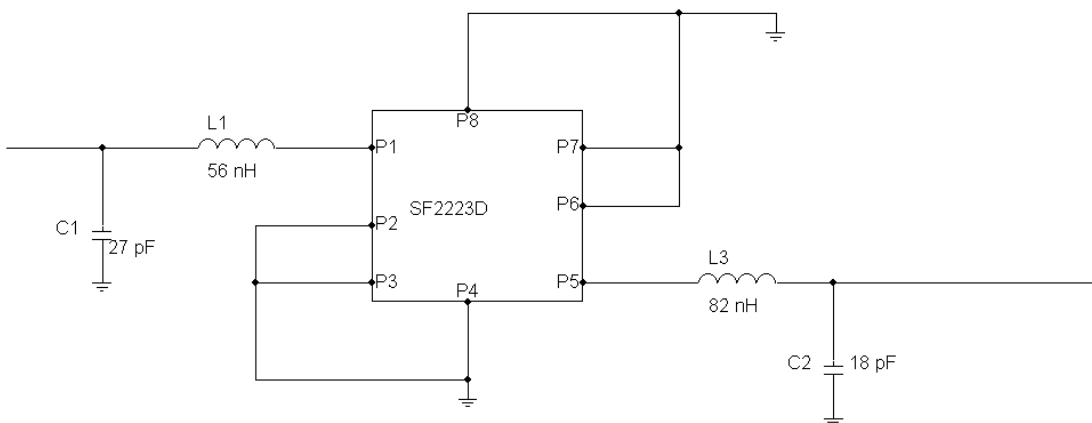 P8
L1
P1
P7
56 nH
SF2223D
P6
P2
C1
27 pF
L3
P3
P4
P5
82 nH
C2
18 pF